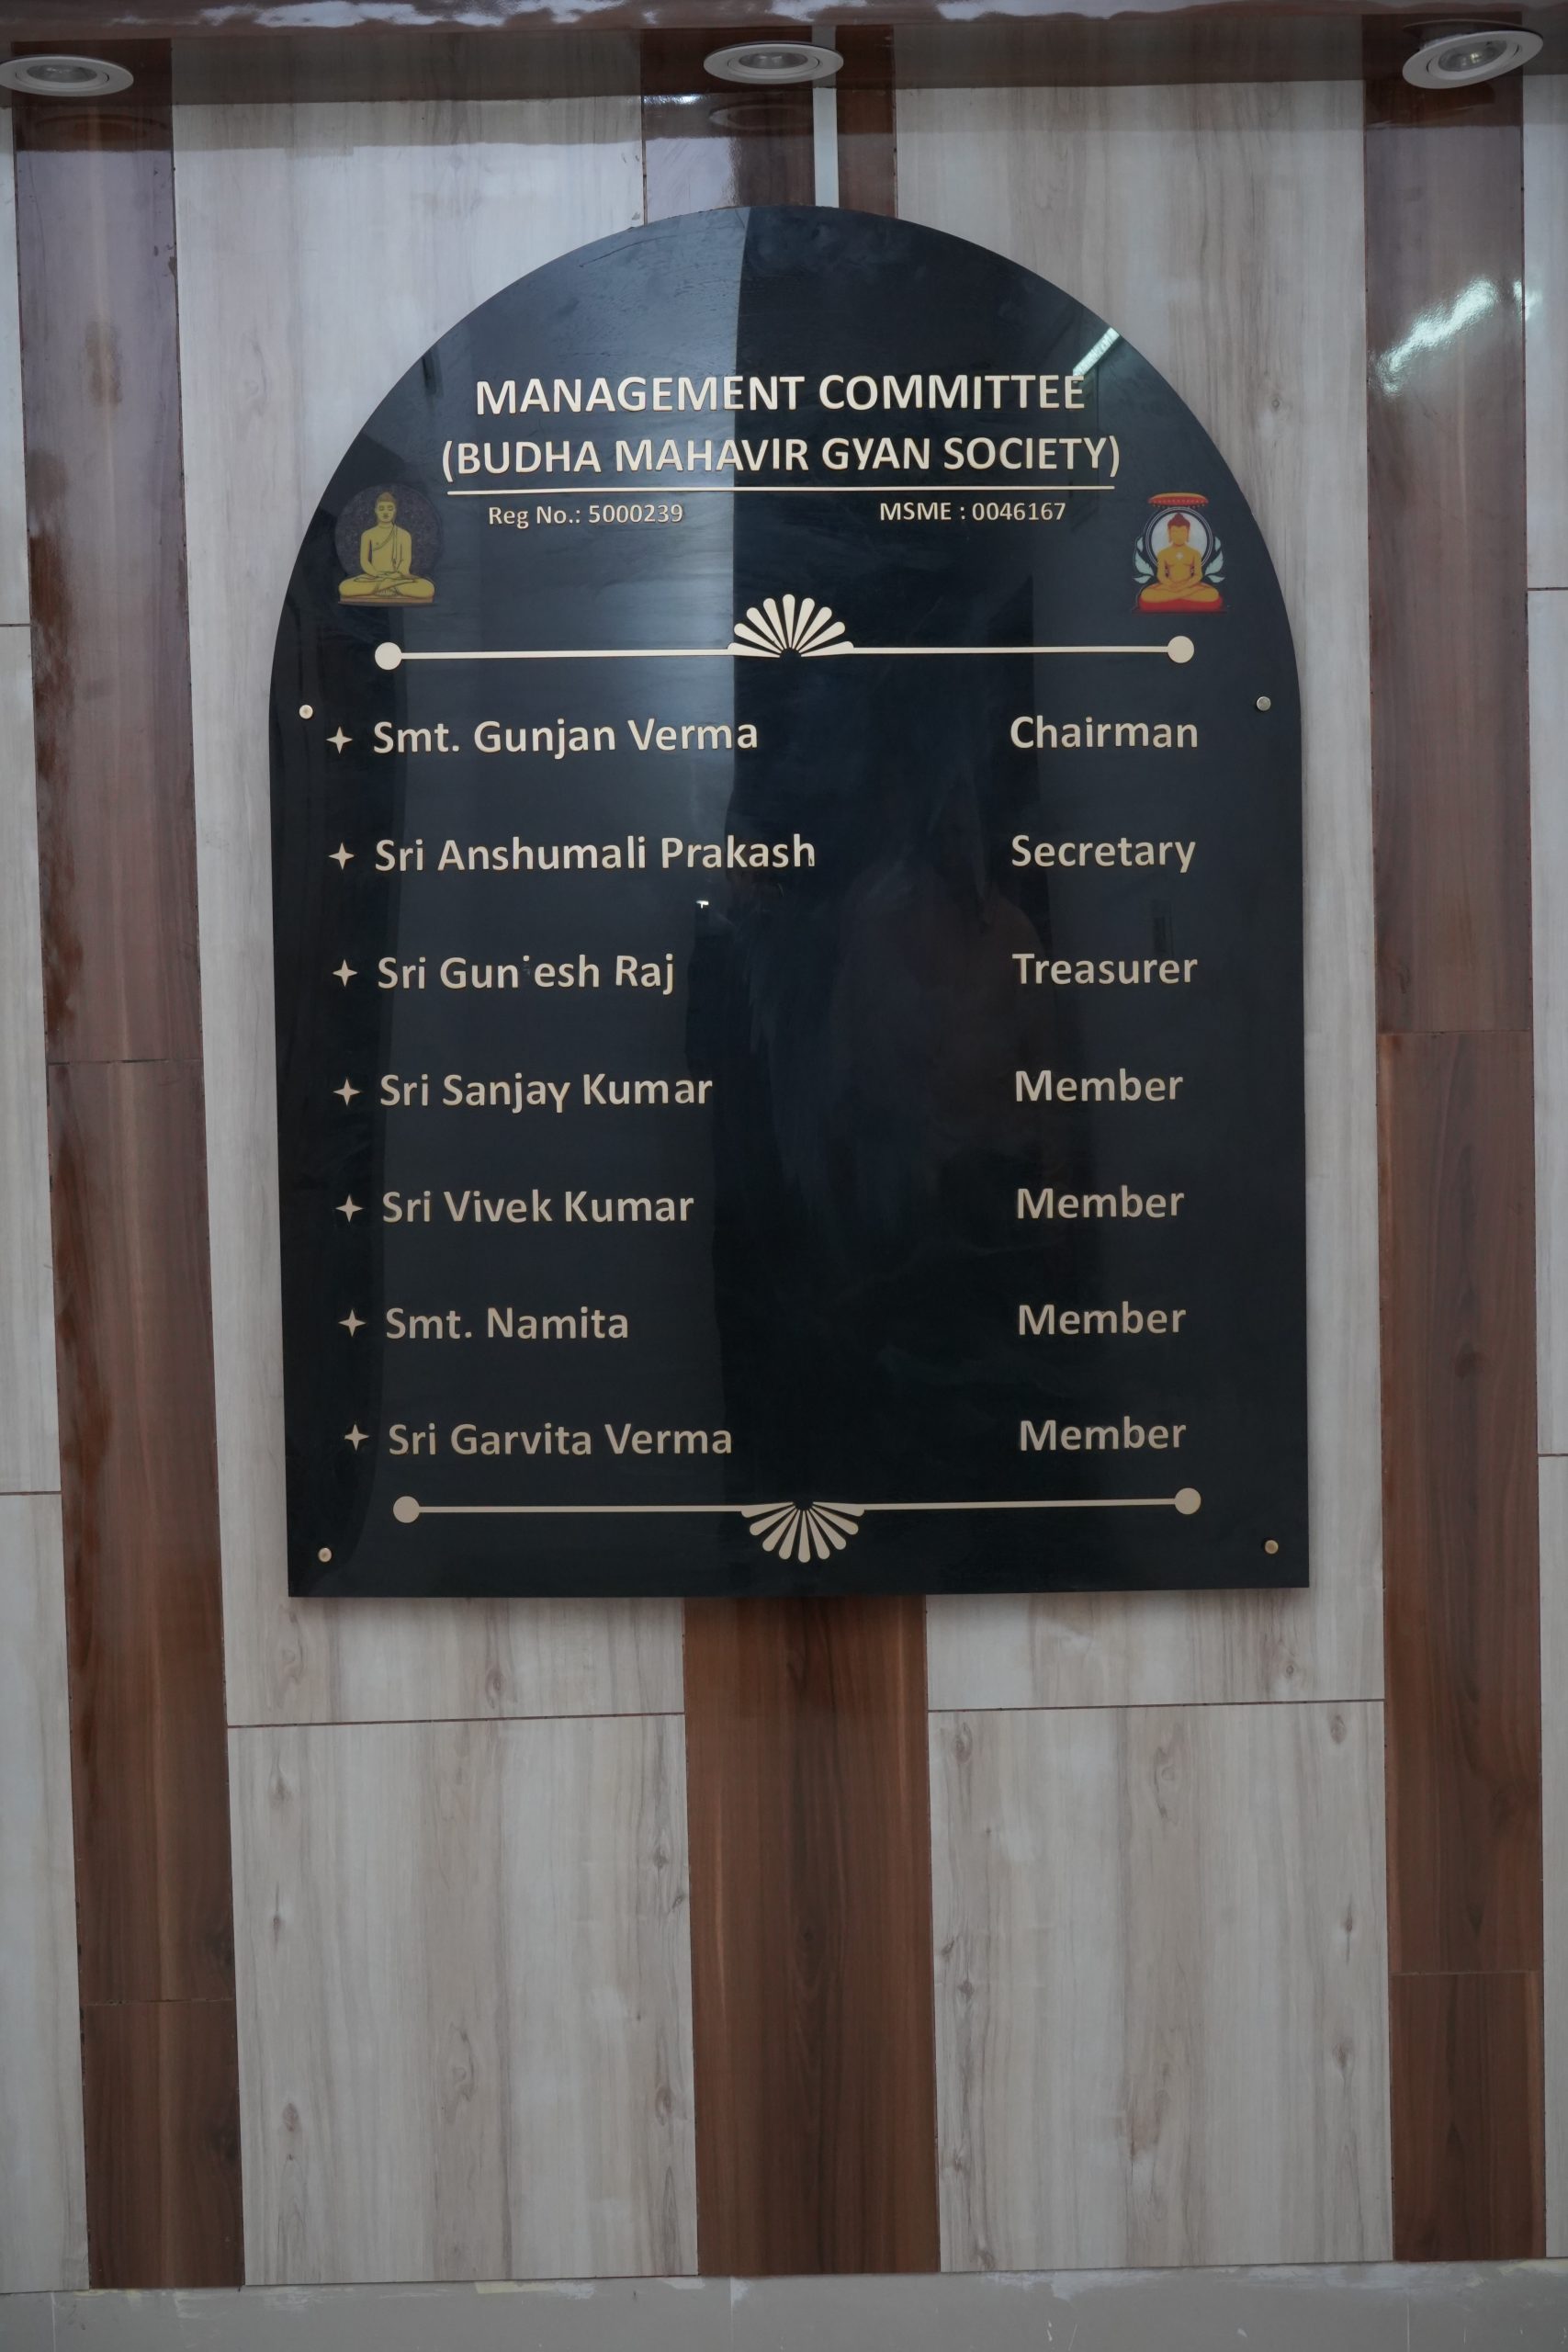 MANAGEMENT COMMITTEE
(BUDHA MAHAVIR GYAN SOCIETY)
Reg No.: 5000239 MSME : 0046167
Smt. Gunjan Verma Chairman
Sri Anshumali Prakash Secretary
Sri Gun'esh Raj Treasurer
Sri Sanjay Kumar Member
Sri Vivek Kumar Member
Smt. Namita Member
Sri Garvita Verma Member